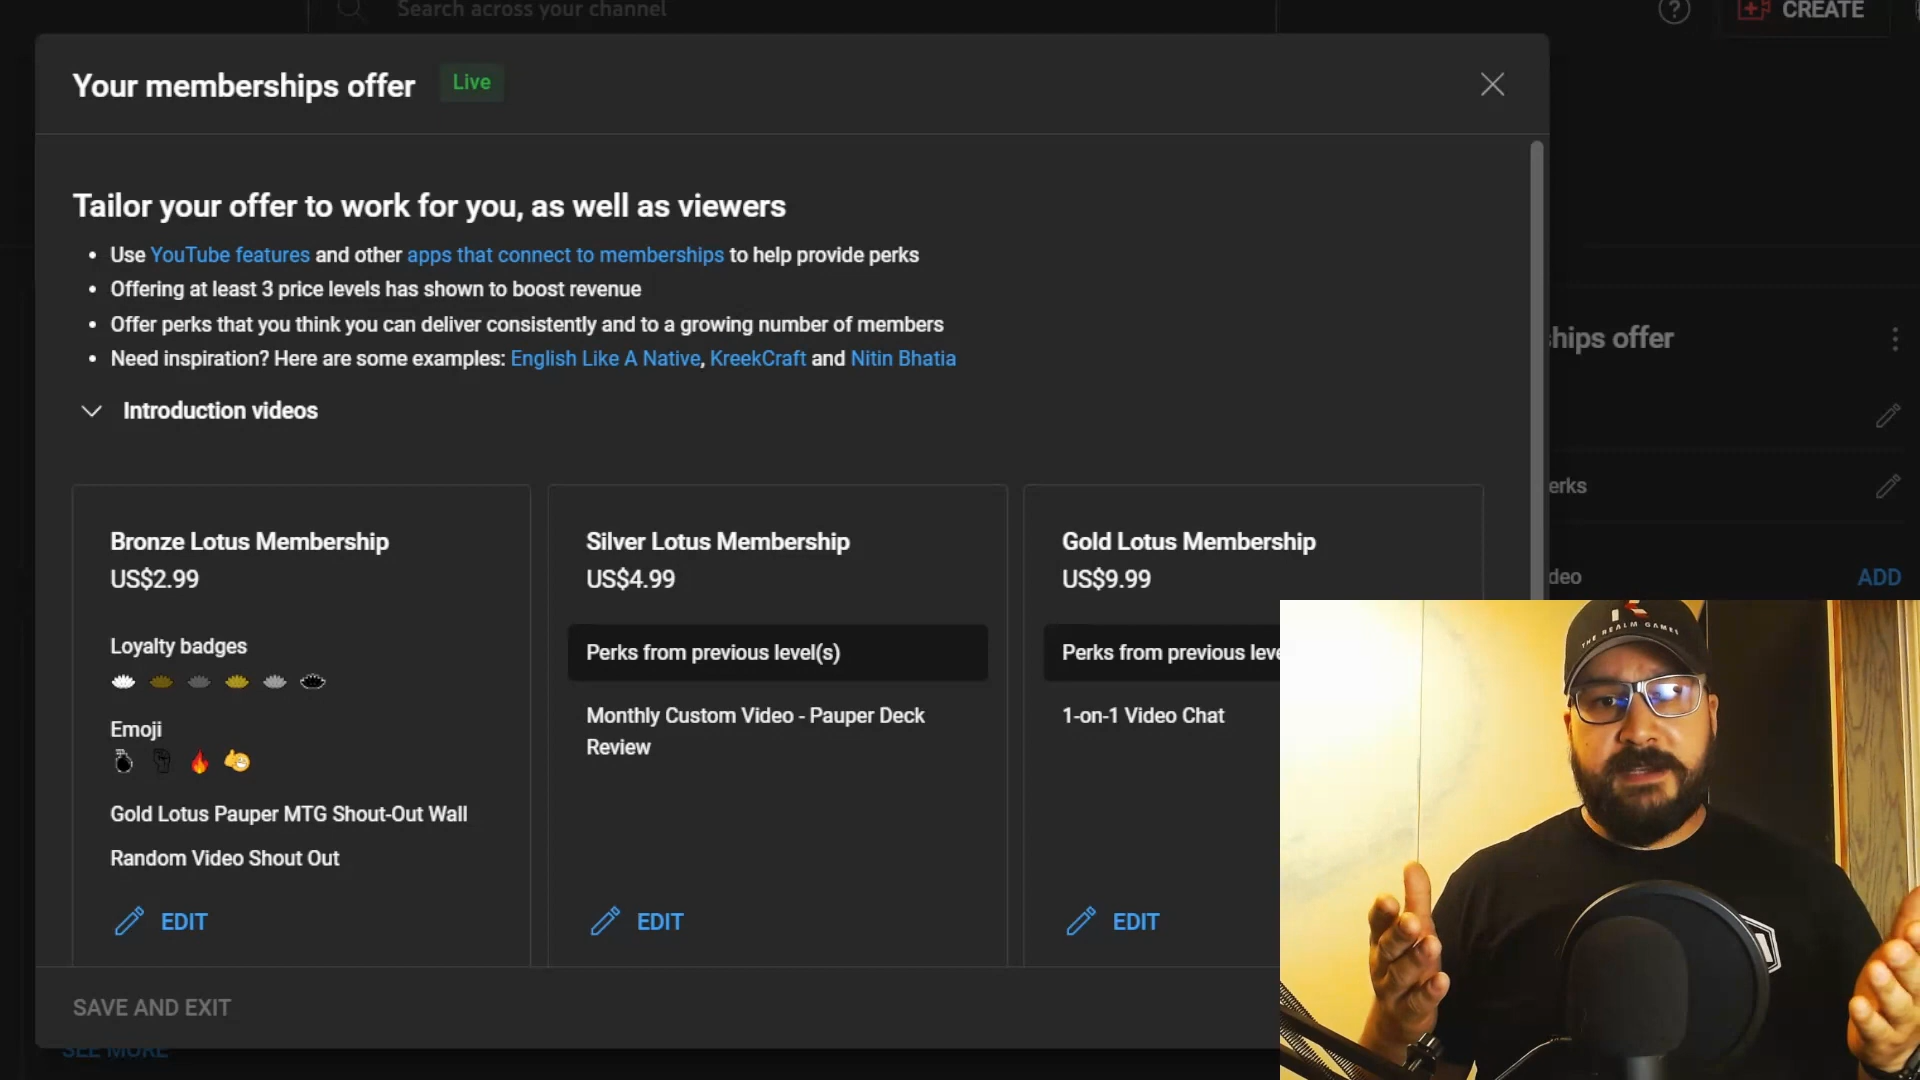 Search across your channel
CREATE
Your memberships offer
Live
Tailor your offer to work for you, as well as viewers
Use YouTube features and other apps that connect to memberships to help provide perks
Offering at least 3 price levels has shown to boost revenue
Offer perks that you think you can deliver consistently and to a growing number of members
Need inspiration? Here are some examples: English Like A Native, KreekCraft and Nitin Bhatia
Introduction videos
Bronze Lotus Membership
US$2.99
Loyalty badges
Emoji
Gold Lotus Pauper MTG Shout-Out Wall
Random Video Shout Out
EDIT
Silver Lotus Membership
US$4.99
Perks from previous level(s)
Monthly Custom Video - Pauper Deck
Review
EDIT
Gold Lotus Membership
US$9.99
Perks from previous leve
1-on-1 Video Chat
EDIT
SAVE AND EXIT
SEE MORE
ships offer
erks
deo
ADD
THE REALM GAMES